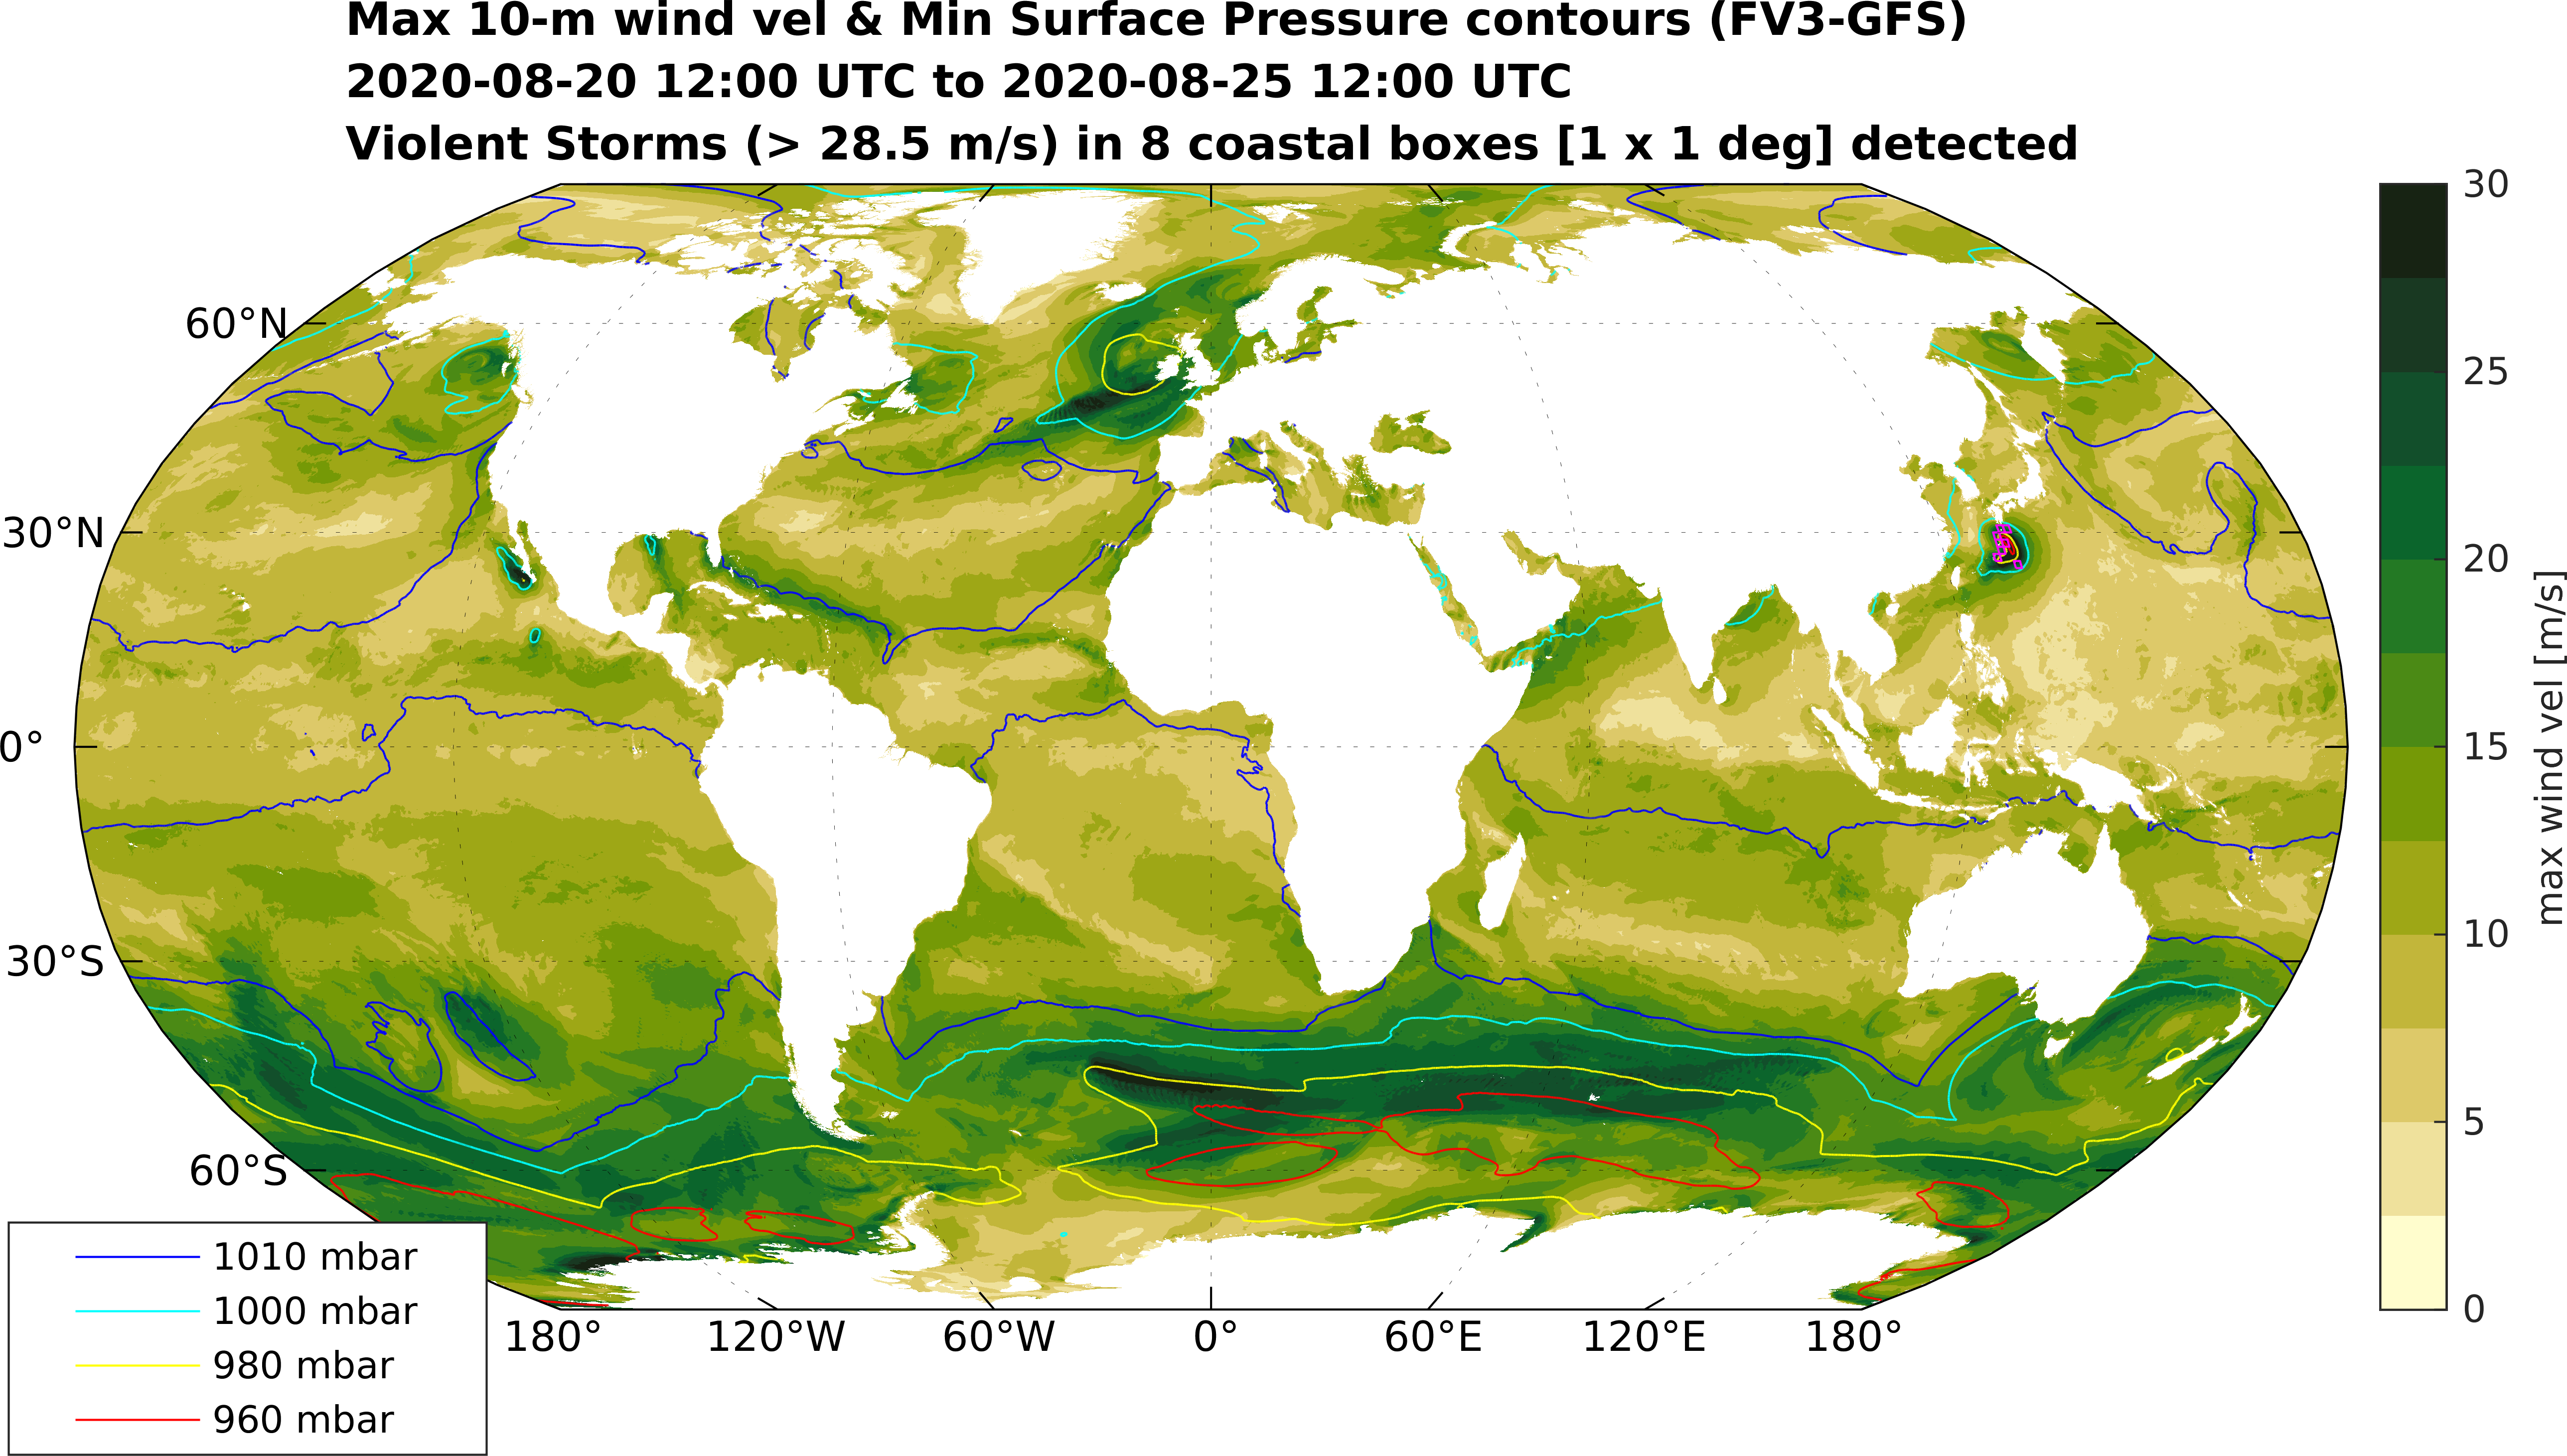 Max 10-m wind vel & Min Surface Pressure contours (FV3-GFS)
2020-08-20 12:00 UTC to 2020-08-25 12:00 UTC
Violent Storms (> 28.5 m/s) in 8 coastal boxes [1 x 1 deg] detected
60°N
30°N
0°
30°S
60°S
180°
120°W
60°W
0°
60°E
120°E
180°
1010 mbar
1000 mbar
980 mbar
960 mbar
30
25
20
15
10
5
0
max wind vel [m/s]